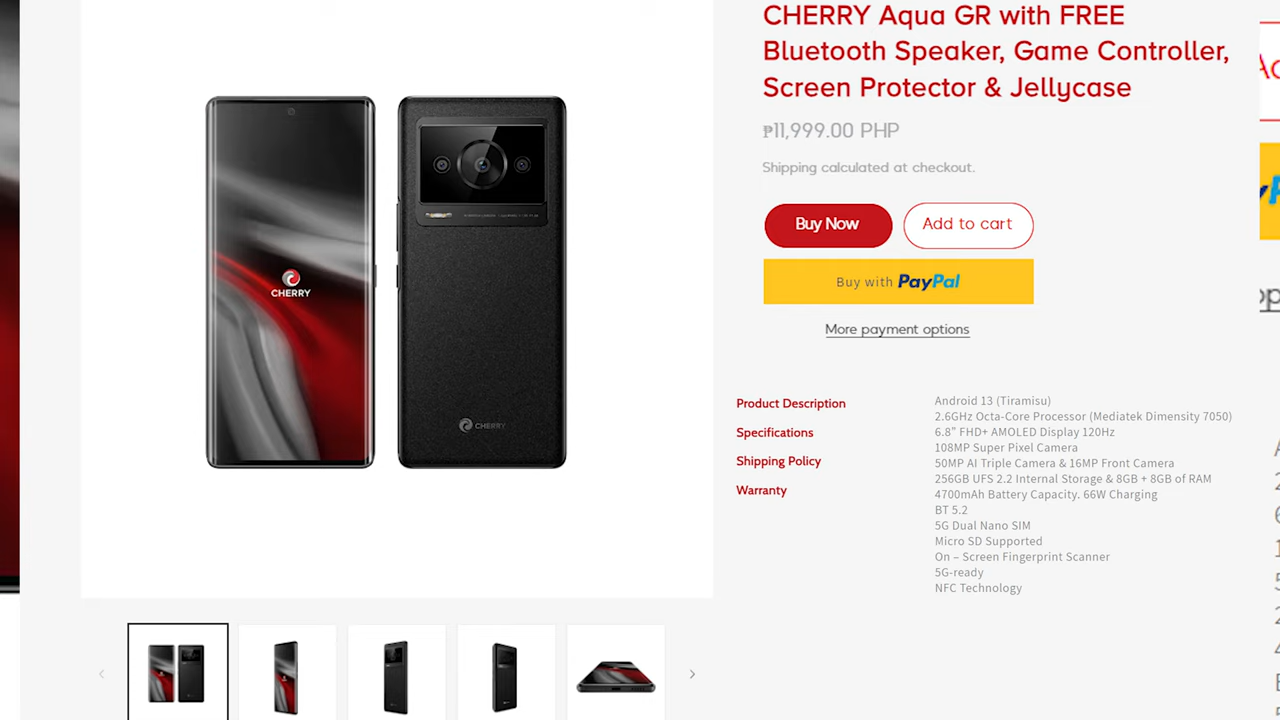 CHERRY Aqua GR with FREE
Bluetooth Speaker, Game Controller,
Screen Protector & Jellycase
₱11,999.00 PHP
Shipping calculated at checkout.
Buy Now
Add to cart
Buy with PayPal
More payment options
CHERRY
CHERRY
Product Description
Specifications
Shipping Policy
Warranty
Android 13 (Tiramisu)
2.6GHz Octa-Core Processor (Mediatek Dimensity 7050)
6.8" FHD+ AMOLED Display 120Hz
108MP Super Pixel Camera
50MP AI Triple Camera & 16MP Front Camera
256GB UFS 2.2 Internal Storage & 8GB + 8GB of RAM
4700mAh Battery Capacity. 66W Charging
BT 5.2
5G Dual Nano SIM
Micro SD Supported
On – Screen Fingerprint Scanner
5G-ready
NFC Technology